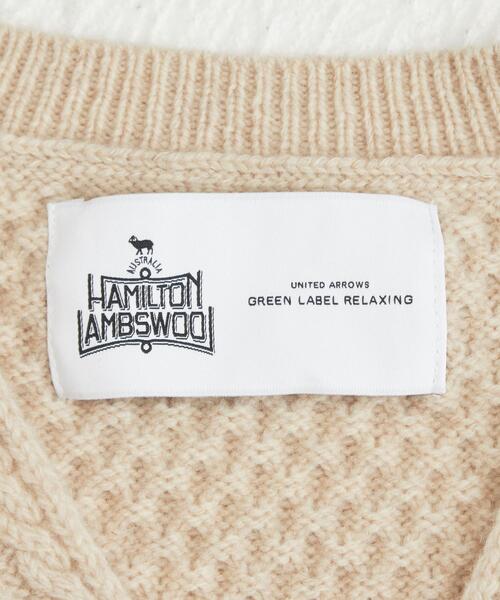 AUSTRALIA
HAMILTON
LAMBSWOOL
UNITED ARROWS
GREEN LABEL RELAXING